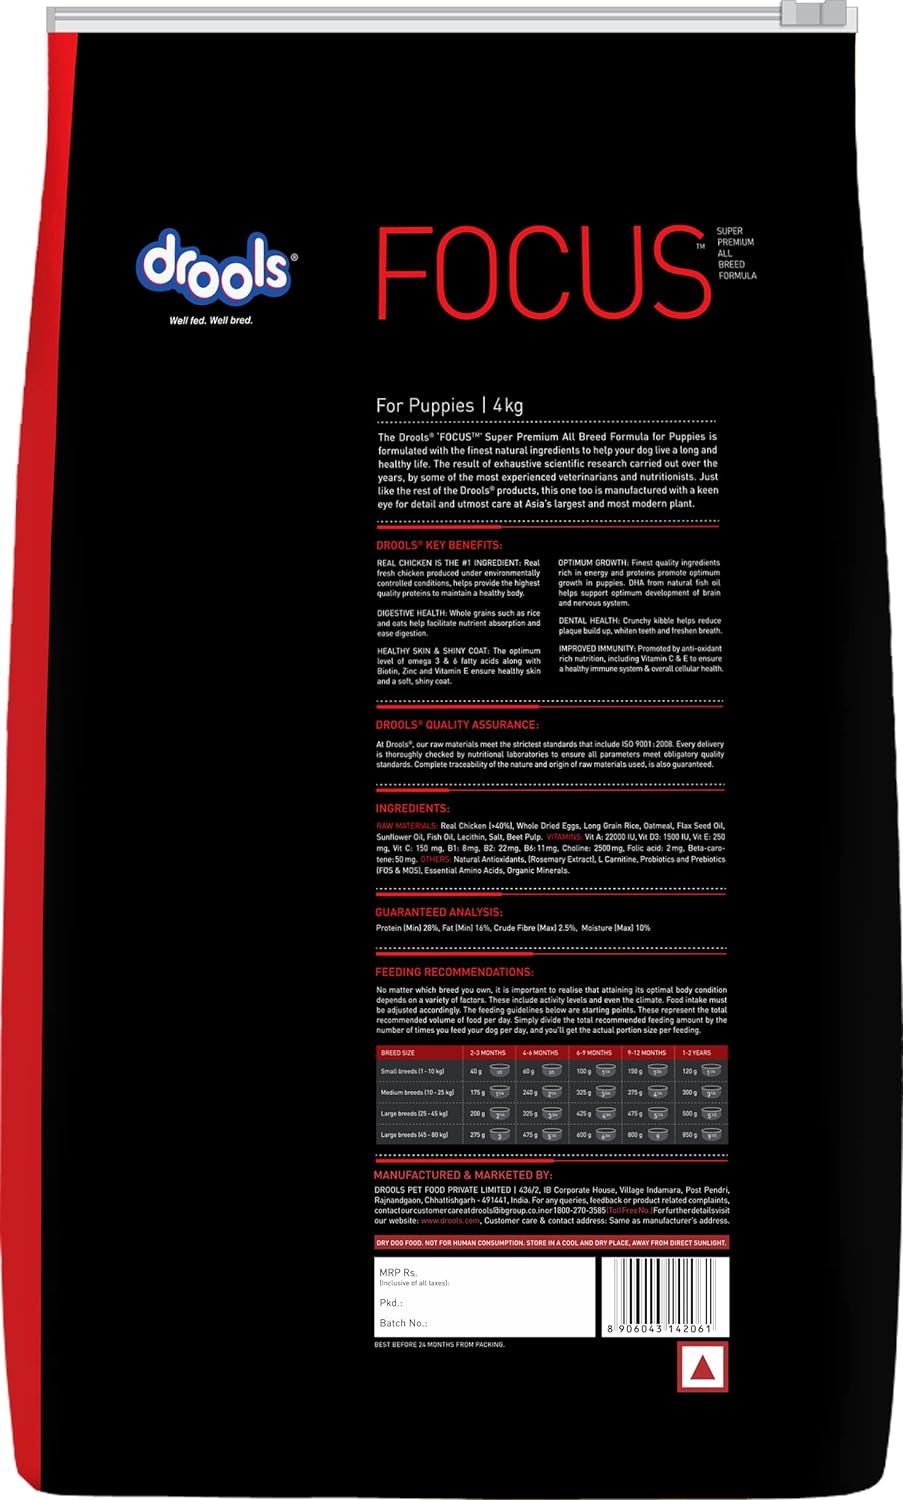 drools®
Well fed. Well bred.
FOCUS™
SUPER
PREMIUM
ALL
BREED
FORMULA
For Puppies | 4kg
The Drools® 'FOCUS™' Super Premium All Breed Formula for Puppies is
formulated with the finest natural ingredients to help your dog live a long and
healthy life. The result of exhaustive scientific research carried out over the
years, by some of the most experienced veterinarians and nutritionists. Just
like the rest of the Drools® products, this one too is manufactured with a keen
eye for detail and utmost care at Asia's largest and most modern plant.
DROOLS® KEY BENEFITS:
REAL CHICKEN IS THE #1 INGREDIENT: Real
fresh chicken produced under environmentally
controlled conditions, helps provide the highest
quality proteins to maintain a healthy body.
DIGESTIVE HEALTH: Whole grains such as rice
and oats help facilitate nutrient absorption and
ease digestion.
HEALTHY SKIN & SHINY COAT: The optimum
level of omega 3 & 6 fatty acids along with
Biotin, Zinc and Vitamin E ensure healthy skin
and a soft, shiny coat.
OPTIMUM GROWTH: Finest quality ingredients
rich in energy and proteins promote optimum
growth in puppies. DHA from natural fish oil
helps support optimum development of brain
and nervous system.
DENTAL HEALTH: Crunchy kibble helps reduce
plaque build up, whiten teeth and freshen breath.
IMPROVED IMMUNITY: Promoted by anti-oxidant
rich nutrition, including Vitamin C & E to ensure
a healthy immune system & overall cellular health.
DROOLS® QUALITY ASSURANCE:
At Drools®, our raw materials meet the strictest standards that include ISO 9001:2008. Every delivery
is thoroughly checked by nutritional laboratories to ensure all parameters meet obligatory quality
standards. Complete traceability of the nature and origin of raw materials used, is also guaranteed.
INGREDIENTS:
RAW MATERIALS: Real Chicken (>40%), Whole Dried Eggs, Long Grain Rice, Oatmeal, Flax Seed Oil,
Sunflower Oil, Fish Oil, Lecithin, Salt, Beet Pulp. VITAMINS: Vit A: 22000 IU, Vit D3: 1500 IU, Vit E: 250
mg, Vit C: 150 mg, B1: 8mg, B2: 22mg, B6: 11mg, Choline: 2500mg, Folic acid: 2mg, Beta-caro-
tene: 50 mg. OTHERS: Natural Antioxidants, (Rosemary Extract), L Carnitine, Probiotics and Prebiotics
(FOS & MOS), Essential Amino Acids, Organic Minerals.
GUARANTEED ANALYSIS:
Protein (Min) 28%, Fat (Min) 16%, Crude Fibre (Max) 2.5%, Moisture (Max) 10%
FEEDING RECOMMENDATIONS:
No matter which breed you own, it is important to realise that attaining its optimal body condition
depends on a variety of factors. These include activity levels and even the climate. Food intake must
be adjusted accordingly. The feeding guidelines below are starting points. These represent the total
recommended volume of food per day. Simply divide the total recommended feeding amount by the
number of times you feed your dog per day, and you'll get the actual portion size per feeding.
BREED SIZE 2-3 MONTHS 4-6 MONTHS 6-9 MONTHS 9-12 MONTHS 1-2 YEARS
Small breeds (1 - 10 kg) 40 g 60 g 100 g 150 g 120 g
Medium breeds (10 - 25 kg) 175 g 240 g 325 g 375 g 300 g
Large breeds (25 - 45 kg) 200 g 325 g 425 g 475 g 500 g
Large breeds (45 - 80 kg) 275 g 3 475 g 600 g 800 g 9 850 g
MANUFACTURED & MARKETED BY:
DROOLS PET FOOD PRIVATE LIMITED | 436/2, IB Corporate House, Village Indamara, Post Pendri,
Rajnandgaon, Chhattishgarh - 491441, India. For any queries, feedback or product related complaints,
contact our customer care at drools@ibgroup.co.in or 1800-270-3585 (Toll Free No.) For further details visit
our website: www.drools.com, Customer care & contact address: Same as manufacturer's address.
DRY DOG FOOD. NOT FOR HUMAN CONSUMPTION. STORE IN A COOL AND DRY PLACE, AWAY FROM DIRECT SUNLIGHT.
MRP Rs.
(Inclusive of all taxes):
Pkd.:
Batch No.:
8 906043 142061
BEST BEFORE 24 MONTHS FROM PACKING.